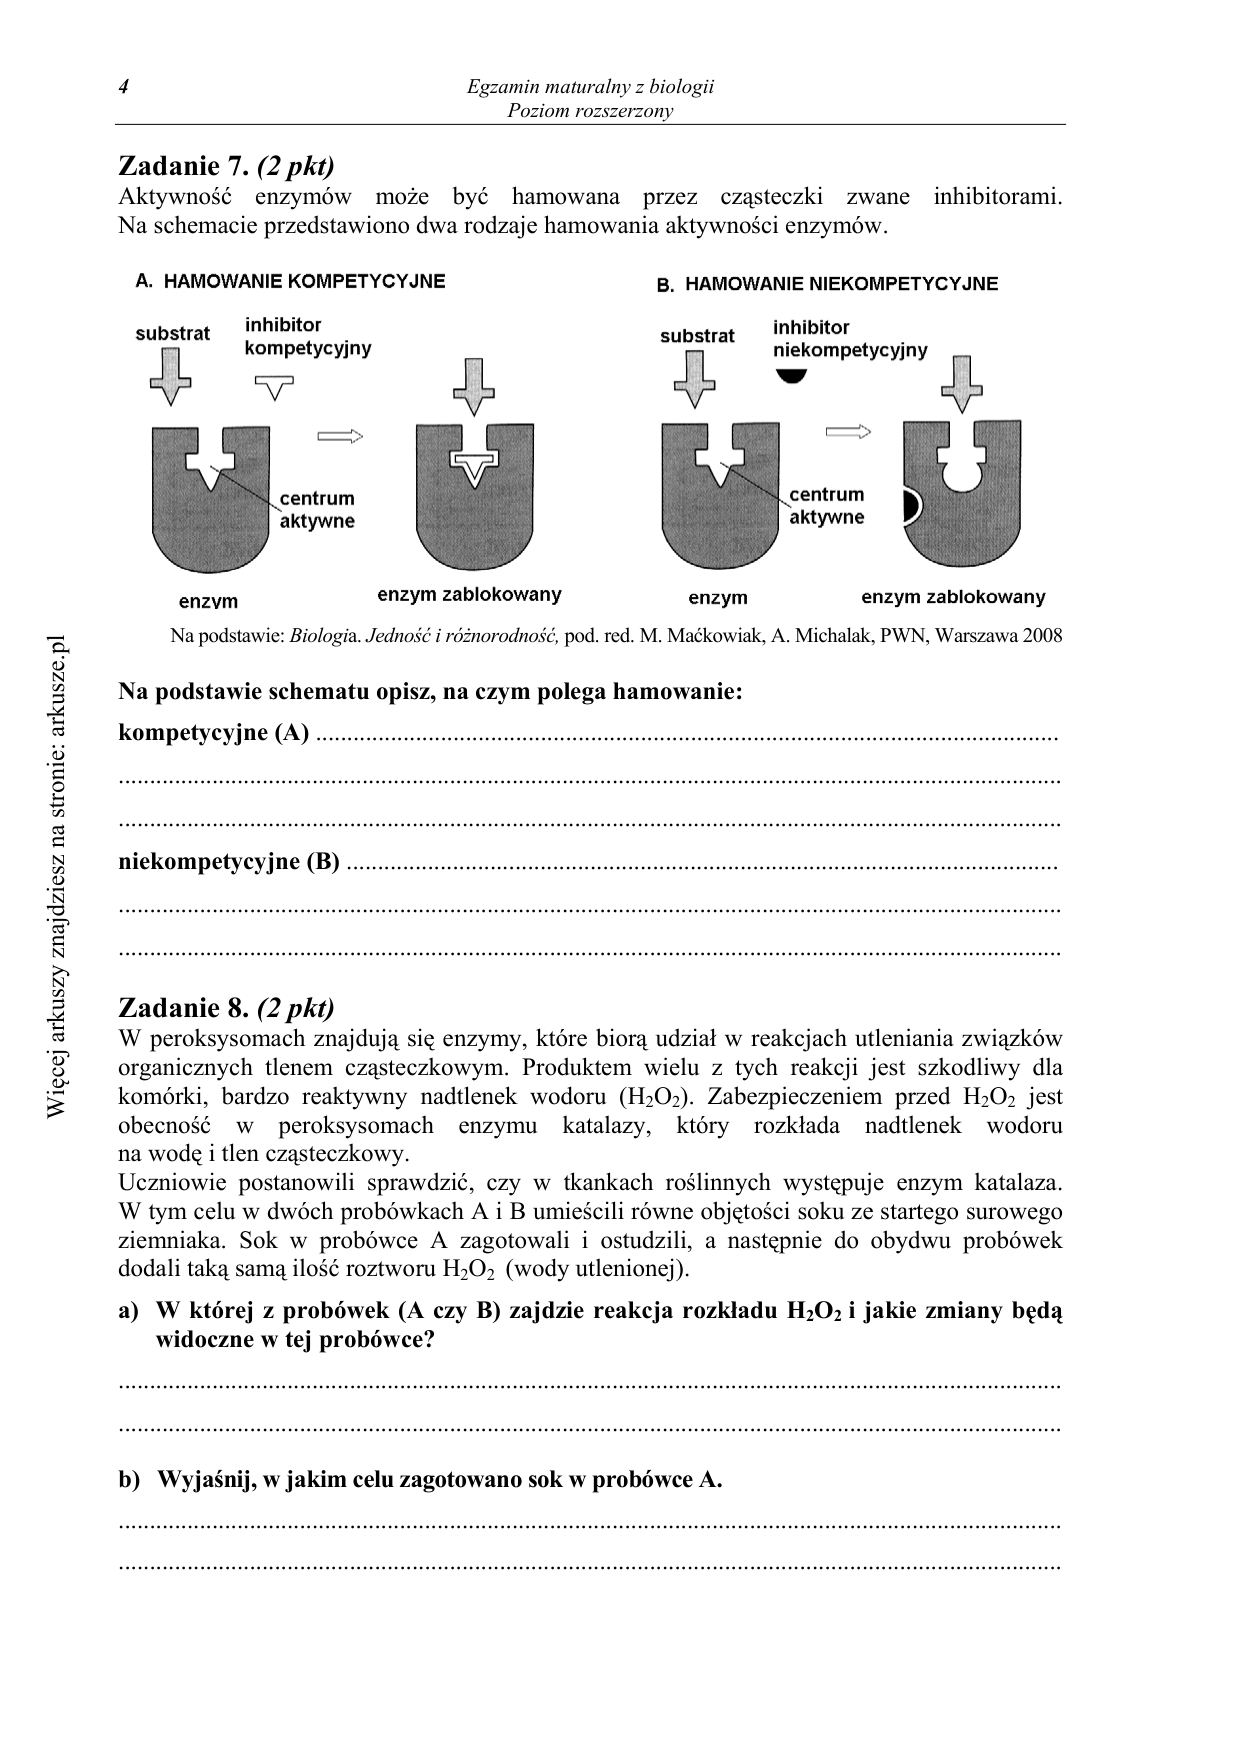 4
Egzamin maturalny z biologii
Poziom rozszerzony
Zadanie 7. (2 pkt)
Aktywność enzymów może być hamowana przez cząsteczki zwane inhibitorami.
Na schemacie przedstawiono dwa rodzaje hamowania aktywności enzymów.
A. HAMOWANIE KOMPETYCYJNE
substrat
inhibitor
kompetycyjny
centrum
aktywne
enzym
enzym zablokowany
B. HAMOWANIE NIEKOMPETYCYJNE
substrat
inhibitor
niekompetycyjny
centrum
aktywne
enzym
enzym zablokowany
Na podstawie: Biologia. Jedność i różnorodność, pod. red. M. Maćkowiak, A. Michalak, PWN, Warszawa 2008
Na podstawie schematu opisz, na czym polega hamowanie:
kompetycyjne (A) ........................................................................................................................
........................................................................................................................................................
........................................................................................................................................................
niekompetycyjne (B) ...................................................................................................................
........................................................................................................................................................
........................................................................................................................................................
Zadanie 8. (2 pkt)
W peroksysomach znajdują się enzymy, które biorą udział w reakcjach utleniania związków
organicznych tlenem cząsteczkowym. Produktem wielu z tych reakcji jest szkodliwy dla
komórki, bardzo reaktywny nadtlenek wodoru (H₂O₂). Zabezpieczeniem przed H₂O₂ jest
obecność w peroksysomach enzymu katalazy, który rozkłada nadtlenek wodoru
na wodę i tlen cząsteczkowy.
Uczniowie postanowili sprawdzić, czy w tkankach roślinnych występuje enzym katalaza.
W tym celu w dwóch probówkach A i B umieścili równe objętości soku ze startego surowego
ziemniaka. Sok w probówce A zagotowali i ostudzili, a następnie do obydwu probówek
dodali taką samą ilość roztworu H₂O₂ (wody utlenionej).
a) W której z probówek (A czy B) zajdzie reakcja rozkładu H₂O₂ i jakie zmiany będą
widoczne w tej probówce?
........................................................................................................................................................
........................................................................................................................................................
b) Wyjaśnij, w jakim celu zagotowano sok w probówce A.
........................................................................................................................................................
........................................................................................................................................................
Więcej arkuszy znajdziesz na stronie: arkusze.pl